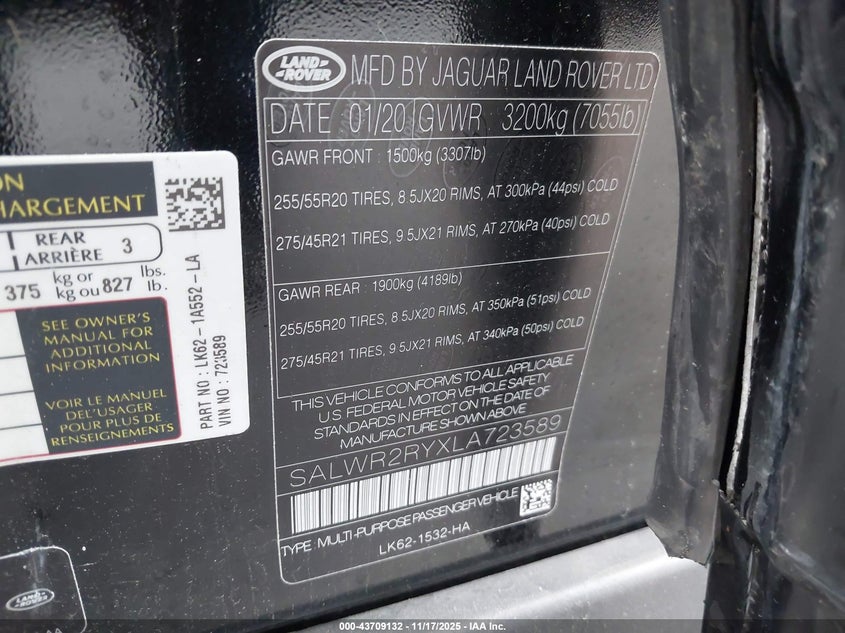 LAND
ROVER
MFD BY JAGUAR LAND ROVER LTD
DATE 01/20 GVWR 3200kg (7055lb)
GAWR FRONT : 1500kg (3307lb)
255/55R20 TIRES, 8 5JX20 RIMS, AT 300kPa (44psi) COLD
275/45R21 TIRES, 9 5JX21 RIMS, AT 270kPa (40psi) COLD
GAWR REAR : 1900kg (4189lb)
255/55R20 TIRES, 8 5JX20 RIMS, AT 350kPa (51psi) COLD
275/45R21 TIRES, 9 5JX21 RIMS, AT 340kPa (50psi) COLD
THIS VEHICLE CONFORMS TO ALL APPLICABLE
U.S. FEDERAL MOTOR VEHICLE SAFETY
STANDARDS IN EFFECT ON THE DATE OF
MANUFACTURE SHOWN ABOVE
SALWR2RYXLA723589
TYPE MULTI-PURPOSE PASSENGER VEHICLE
LK62-1532-HA
ON
HARGEMENT
REAR
ARRIÈRE 3
375 kg or
kg ou 827 lbs.
lb.
SEE OWNER'S
MANUAL FOR
ADDITIONAL
INFORMATION
VOIR LE MANUEL
DEL'USAGER
POUR PLUS DE
RENSEIGNEMENTS
PART NO : LK62 - 1A552 - LA
VIN NO : 723589
LAND
ROVER
000-43709132 - 11/17/2025 - IAA Inc.